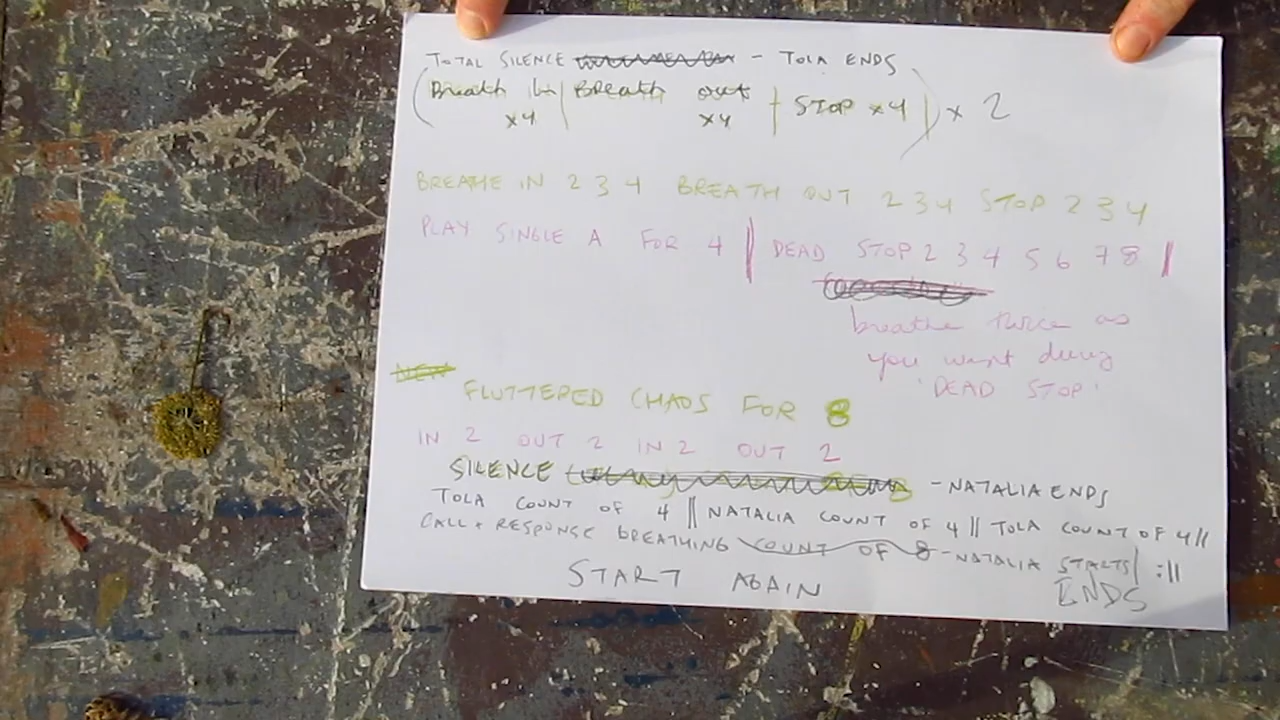 TOTAL SILENCE - TOLA ENDS
(Breath in | Breath out | STOP x4 |) x 2
x4 x4
BREATHE IN 2 3 4 BREATH OUT 2 3 4 STOP 2 3 4
PLAY SINGLE A FOR 4 || DEAD STOP 2 3 4 5 6 7 8 |
breathe twice as
you want during
'DEAD STOP'
NEW
FLUTTERED CHAOS FOR 8
IN 2 OUT 2 IN 2 OUT 2
SILENCE - NATALIA ENDS
TOLA COUNT OF 4 || NATALIA COUNT OF 4 || TOLA COUNT OF 4 ||
CALL + RESPONSE BREATHING COUNT OF 8 - NATALIA STARTS | :||
ENDS
START AGAIN